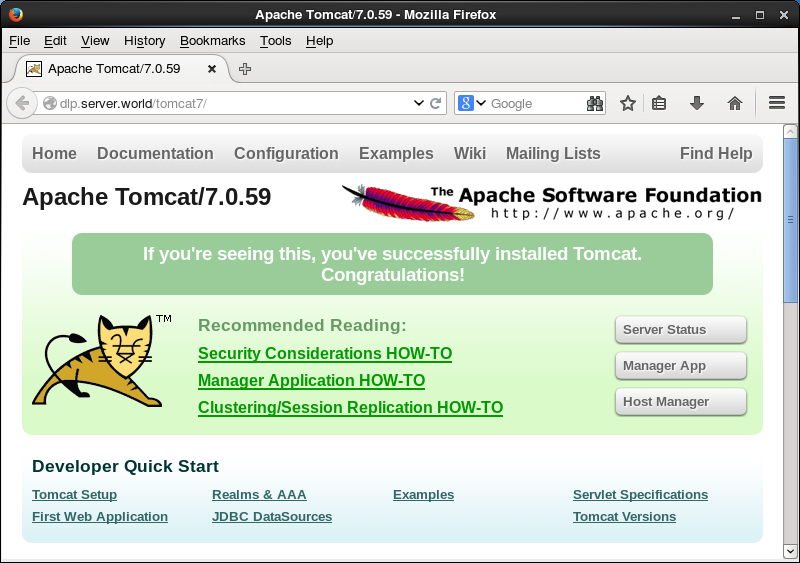 Apache Tomcat/7.0.59 - Mozilla Firefox
File Edit View History Bookmarks Tools Help
Apache Tomcat/7.0.59
dlp.server.world/tomcat7/
Google
Home Documentation Configuration Examples Wiki Mailing Lists Find Help
Apache Tomcat/7.0.59
The Apache Software Foundation
http://www.apache.org/
If you're seeing this, you've successfully installed Tomcat.
Congratulations!
TM
Recommended Reading:
Security Considerations HOW-TO
Manager Application HOW-TO
Clustering/Session Replication HOW-TO
Server Status
Manager App
Host Manager
Developer Quick Start
Tomcat Setup
First Web Application
Realms & AAA
JDBC DataSources
Examples
Servlet Specifications
Tomcat Versions